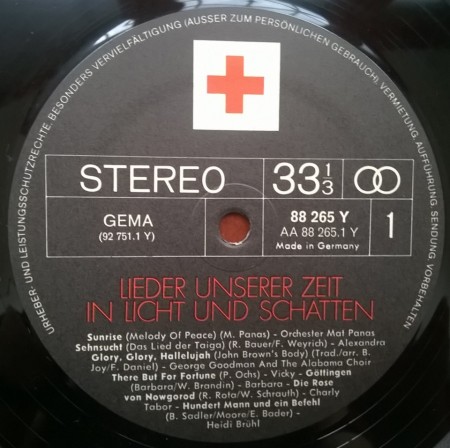 URHEBER- UND LEISTUNGSSCHUTZRECHTE. BESONDERS VERVIELFÄLTIGUNG (AUSSER ZUM PERSÖNLICHEN GEBRAUCH), VERMIETUNG, AUFFÜHRUNG, SENDUNG VORBEHALTEN
STEREO
33 1/3
GEMA
(92 751.1 Y)
88 265 Y
AA 88 265.1 Y
Made in Germany
1
LIEDER UNSERER ZEIT
IN LICHT UND SCHATTEN
Sunrise (Melody Of Peace) (M. Panas) - Orchester Mat Panas
Sehnsucht (Das Lied der Taiga) (R. Bauer/F. Weyrich) - Alexandra
Glory, Glory, Hallelujah (John Brown's Body) (Trad./arr. B.
Jay/F. Daniel) - George Goodman And The Alabama Choir
There But For Fortune (P. Ochs) - Vicky - Göttingen
(Barbara/W. Brandin) - Barbara - Die Rose
von Nowgorod (R. Rota/W. Schrauth) - Charly
Tabor - Hundert Mann und ein Befehl
(B. Sadler/Moore/E. Bader) -
Heidi Brühl